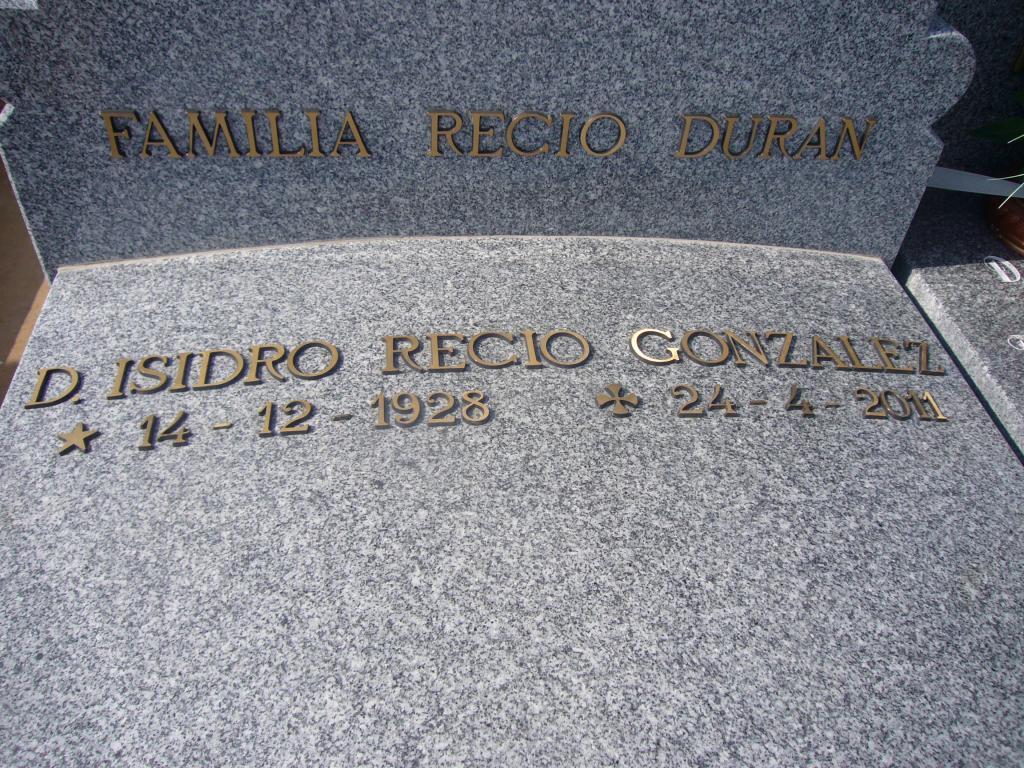 FAMILIA RECIO DURAN
D. ISIDRO RECIO GONZALEZ
14 - 12 - 1928 24 - 4 - 2011